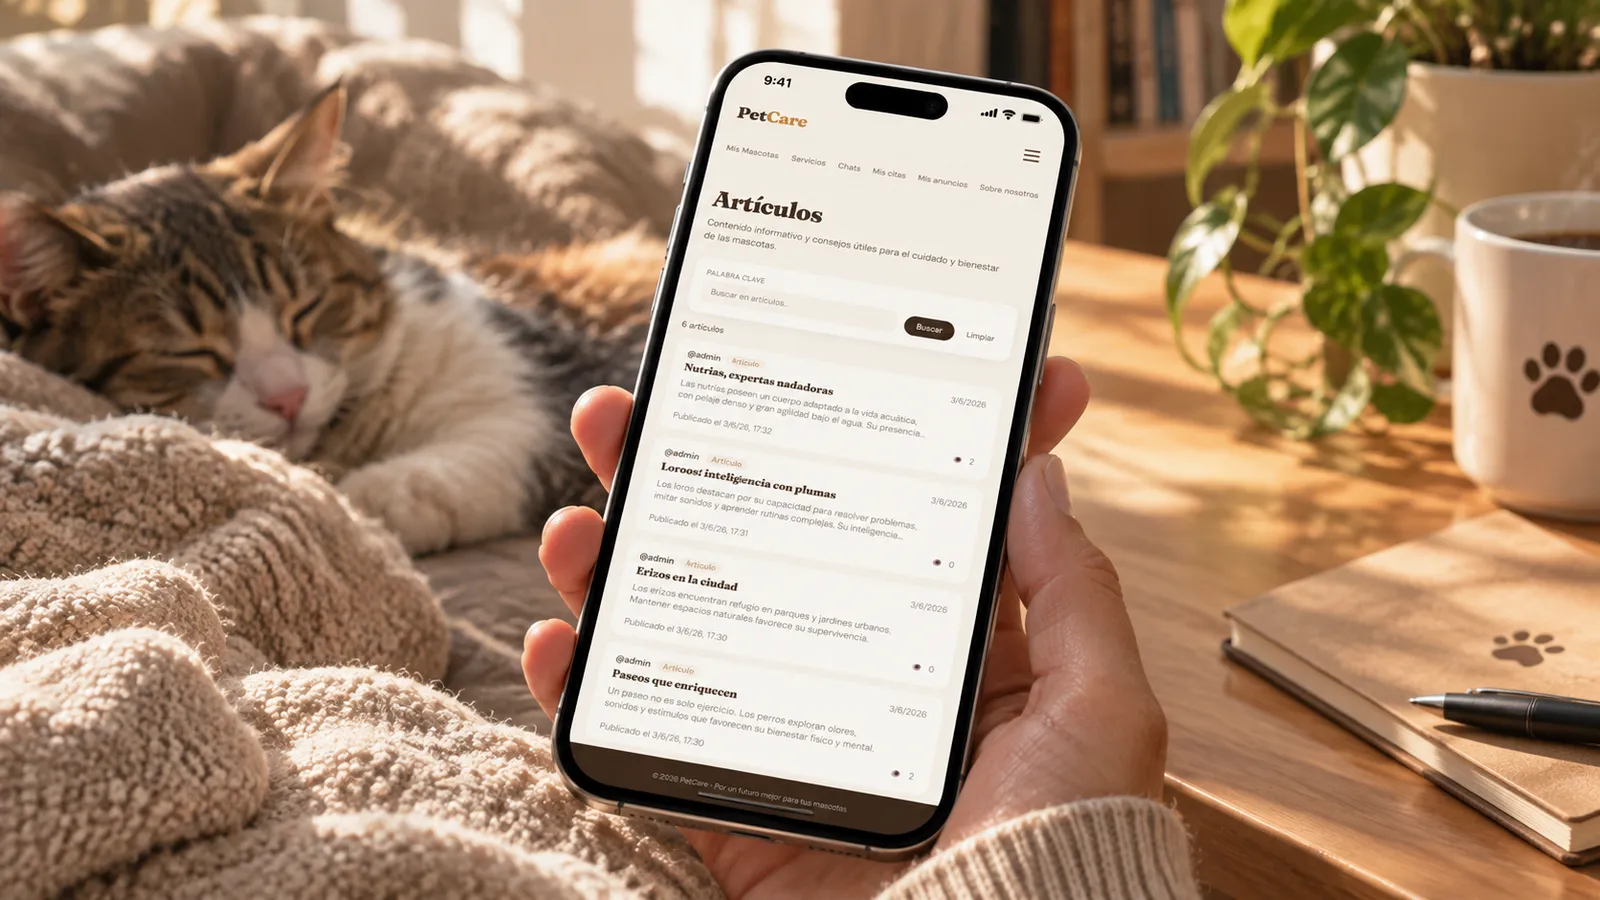 9:41
PetCare
Mis Mascotas Servicios Chats Mis citas Mis anuncios Sobre nosotros
Artículos
Contenido informativo y consejos útiles para el cuidado y bienestar
de las mascotas.
PALABRA CLAVE
Buscar en artículos...
Buscar Limpiar
6 artículos
@admin Artículo
Nutrias, expertas nadadoras
3/6/2026
Las nutrias poseen un cuerpo adaptado a la vida acuática,
con pelaje denso y gran agilidad bajo el agua. Su presencia...
Publicado el 3/6/26, 17:32
2
@admin Artículo
Loros: inteligencia con plumas
3/6/2026
Los loros destacan por su capacidad para resolver problemas,
imitar sonidos y aprender rutinas complejas. Su inteligencia...
Publicado el 3/6/26, 17:31
0
@admin Artículo
Erizos en la ciudad
3/6/2026
Los erizos encuentran refugio en parques y jardines urbanos.
Mantener espacios naturales favorece su supervivencia.
Publicado el 3/6/26, 17:30
0
@admin Artículo
Paseos que enriquecen
3/6/2026
Un paseo no es solo ejercicio. Los perros exploran olores,
sonidos y estímulos que favorecen su bienestar físico y mental.
Publicado el 3/6/26, 17:30
2
© 2026 PetCare · Por un futuro mejor para tus mascotas